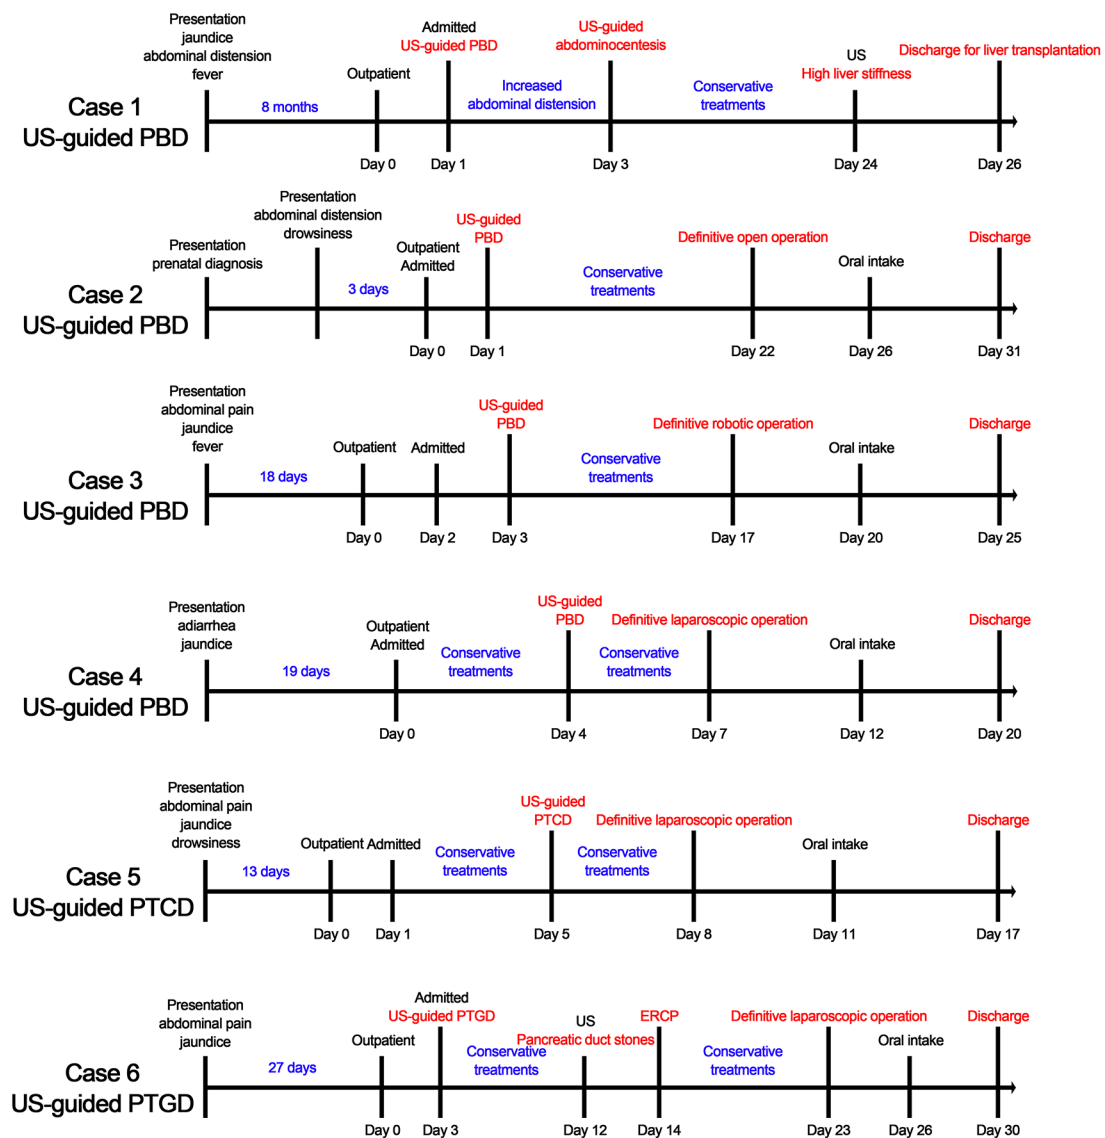 Presentation
jaundice
abdominal distension
fever
Admitted
US-guided PBD
US-guided
abdominocentesis
US
High liver stiffness
Discharge for liver transplantation
Outpatient
Case 1
US-guided PBD
8 months
Increased
abdominal distension
Conservative
treatments
Day 0
Day 1
Day 3
Day 24
Day 26
Presentation
prenatal diagnosis
Presentation
abdominal distension
drowsiness
Outpatient
Admitted
US-guided
PBD
Definitive open operation
Oral intake
Discharge
Case 2
US-guided PBD
3 days
Conservative
treatments
Day 0
Day 1
Day 22
Day 26
Day 31
Presentation
abdominal pain
jaundice
fever
Outpatient
Admitted
US-guided
PBD
Definitive robotic operation
Oral intake
Discharge
Case 3
US-guided PBD
18 days
Conservative
treatments
Day 0
Day 2
Day 3
Day 17
Day 20
Day 25
Presentation
adiarrhea
jaundice
Outpatient
Admitted
US-guided
PBD
Definitive laparoscopic operation
Oral intake
Discharge
Case 4
US-guided PBD
19 days
Conservative
treatments
Conservative
treatments
Day 0
Day 4
Day 7
Day 12
Day 20
Presentation
abdominal pain
jaundice
drowsiness
Outpatient
Admitted
US-guided
PTCD
Definitive laparoscopic operation
Oral intake
Discharge
Case 5
US-guided PTCD
13 days
Conservative
treatments
Conservative
treatments
Day 0
Day 1
Day 5
Day 8
Day 11
Day 17
Presentation
abdominal pain
jaundice
Outpatient
Admitted
US-guided PTGD
US
Pancreatic duct stones
ERCP
Definitive laparoscopic operation
Oral intake
Discharge
Case 6
US-guided PTGD
27 days
Conservative
treatments
Conservative
treatments
Day 0
Day 3
Day 12
Day 14
Day 23
Day 26
Day 30